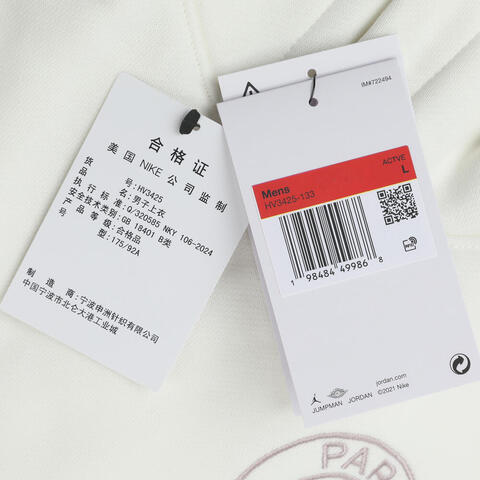 合格证
美国 NIKE 公司监制
货 号: HV3425
品 名: 男子上衣
执行标准: Q/320585 NKY 106-2024
安全技术类别: GB 18401 B类
产品等级: 合格品
号 型: 175/92A
制 造 商: 宁波申洲针织有限公司
中国宁波市北仑大港工业城
IM#722494
ACTVE
Mens L
HV3425-133
RFID
1 98484 49986 8
jordan.com
JUMPMAN JORDAN ©2021 Nike
PAR